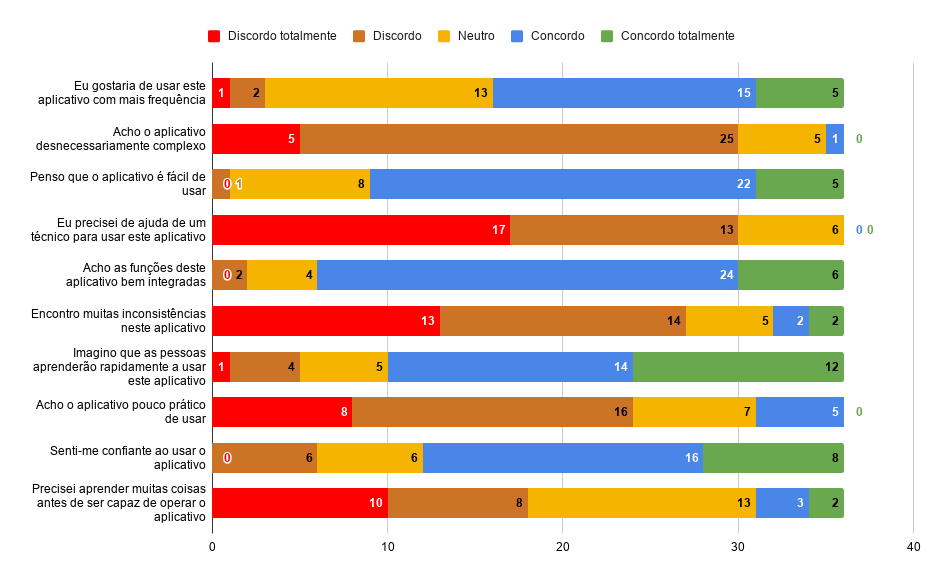 Discordo totalmente Discordo Neutro Concordo Concordo totalmente
Eu gostaria de usar este
aplicativo com mais frequência
1 2 13 15 5
Acho o aplicativo
desnecessariamente complexo
5 25 5 1 0
Penso que o aplicativo é fácil de
usar
0 1 8 22 5
Eu precisei de ajuda de um
técnico para usar este aplicativo
17 13 6 0 0
Acho as funções deste
aplicativo bem integradas
0 2 4 24 6
Encontro muitas inconsistências
neste aplicativo
13 14 5 2 2
Imagino que as pessoas
aprenderão rapidamente a usar
este aplicativo
1 4 5 14 12
Acho o aplicativo pouco prático
de usar
8 16 7 5 0
Senti-me confiante ao usar o
aplicativo
0 6 6 16 8
Precisei aprender muitas coisas
antes de ser capaz de operar o
aplicativo
10 8 13 3 2
0 10 20 30 40